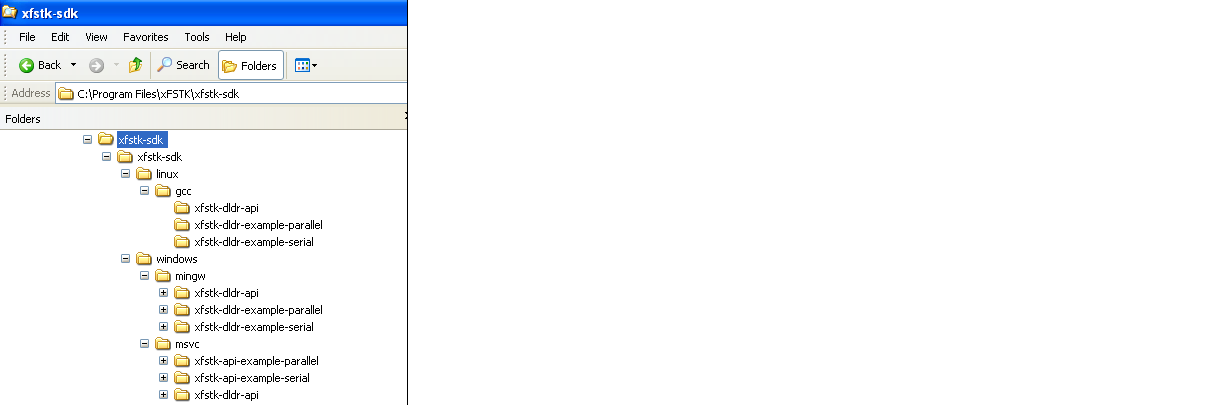 xfstk-sdk
File Edit View Favorites Tools Help
Back Search Folders
Address C:\Program Files\xFSTK\xfstk-sdk
Folders
xfstk-sdk
xfstk-sdk
linux
gcc
xfstk-dldr-api
xfstk-dldr-example-parallel
xfstk-dldr-example-serial
windows
mingw
xfstk-dldr-api
xfstk-dldr-example-parallel
xfstk-dldr-example-serial
msvc
xfstk-api-example-parallel
xfstk-api-example-serial
xfstk-dldr-api